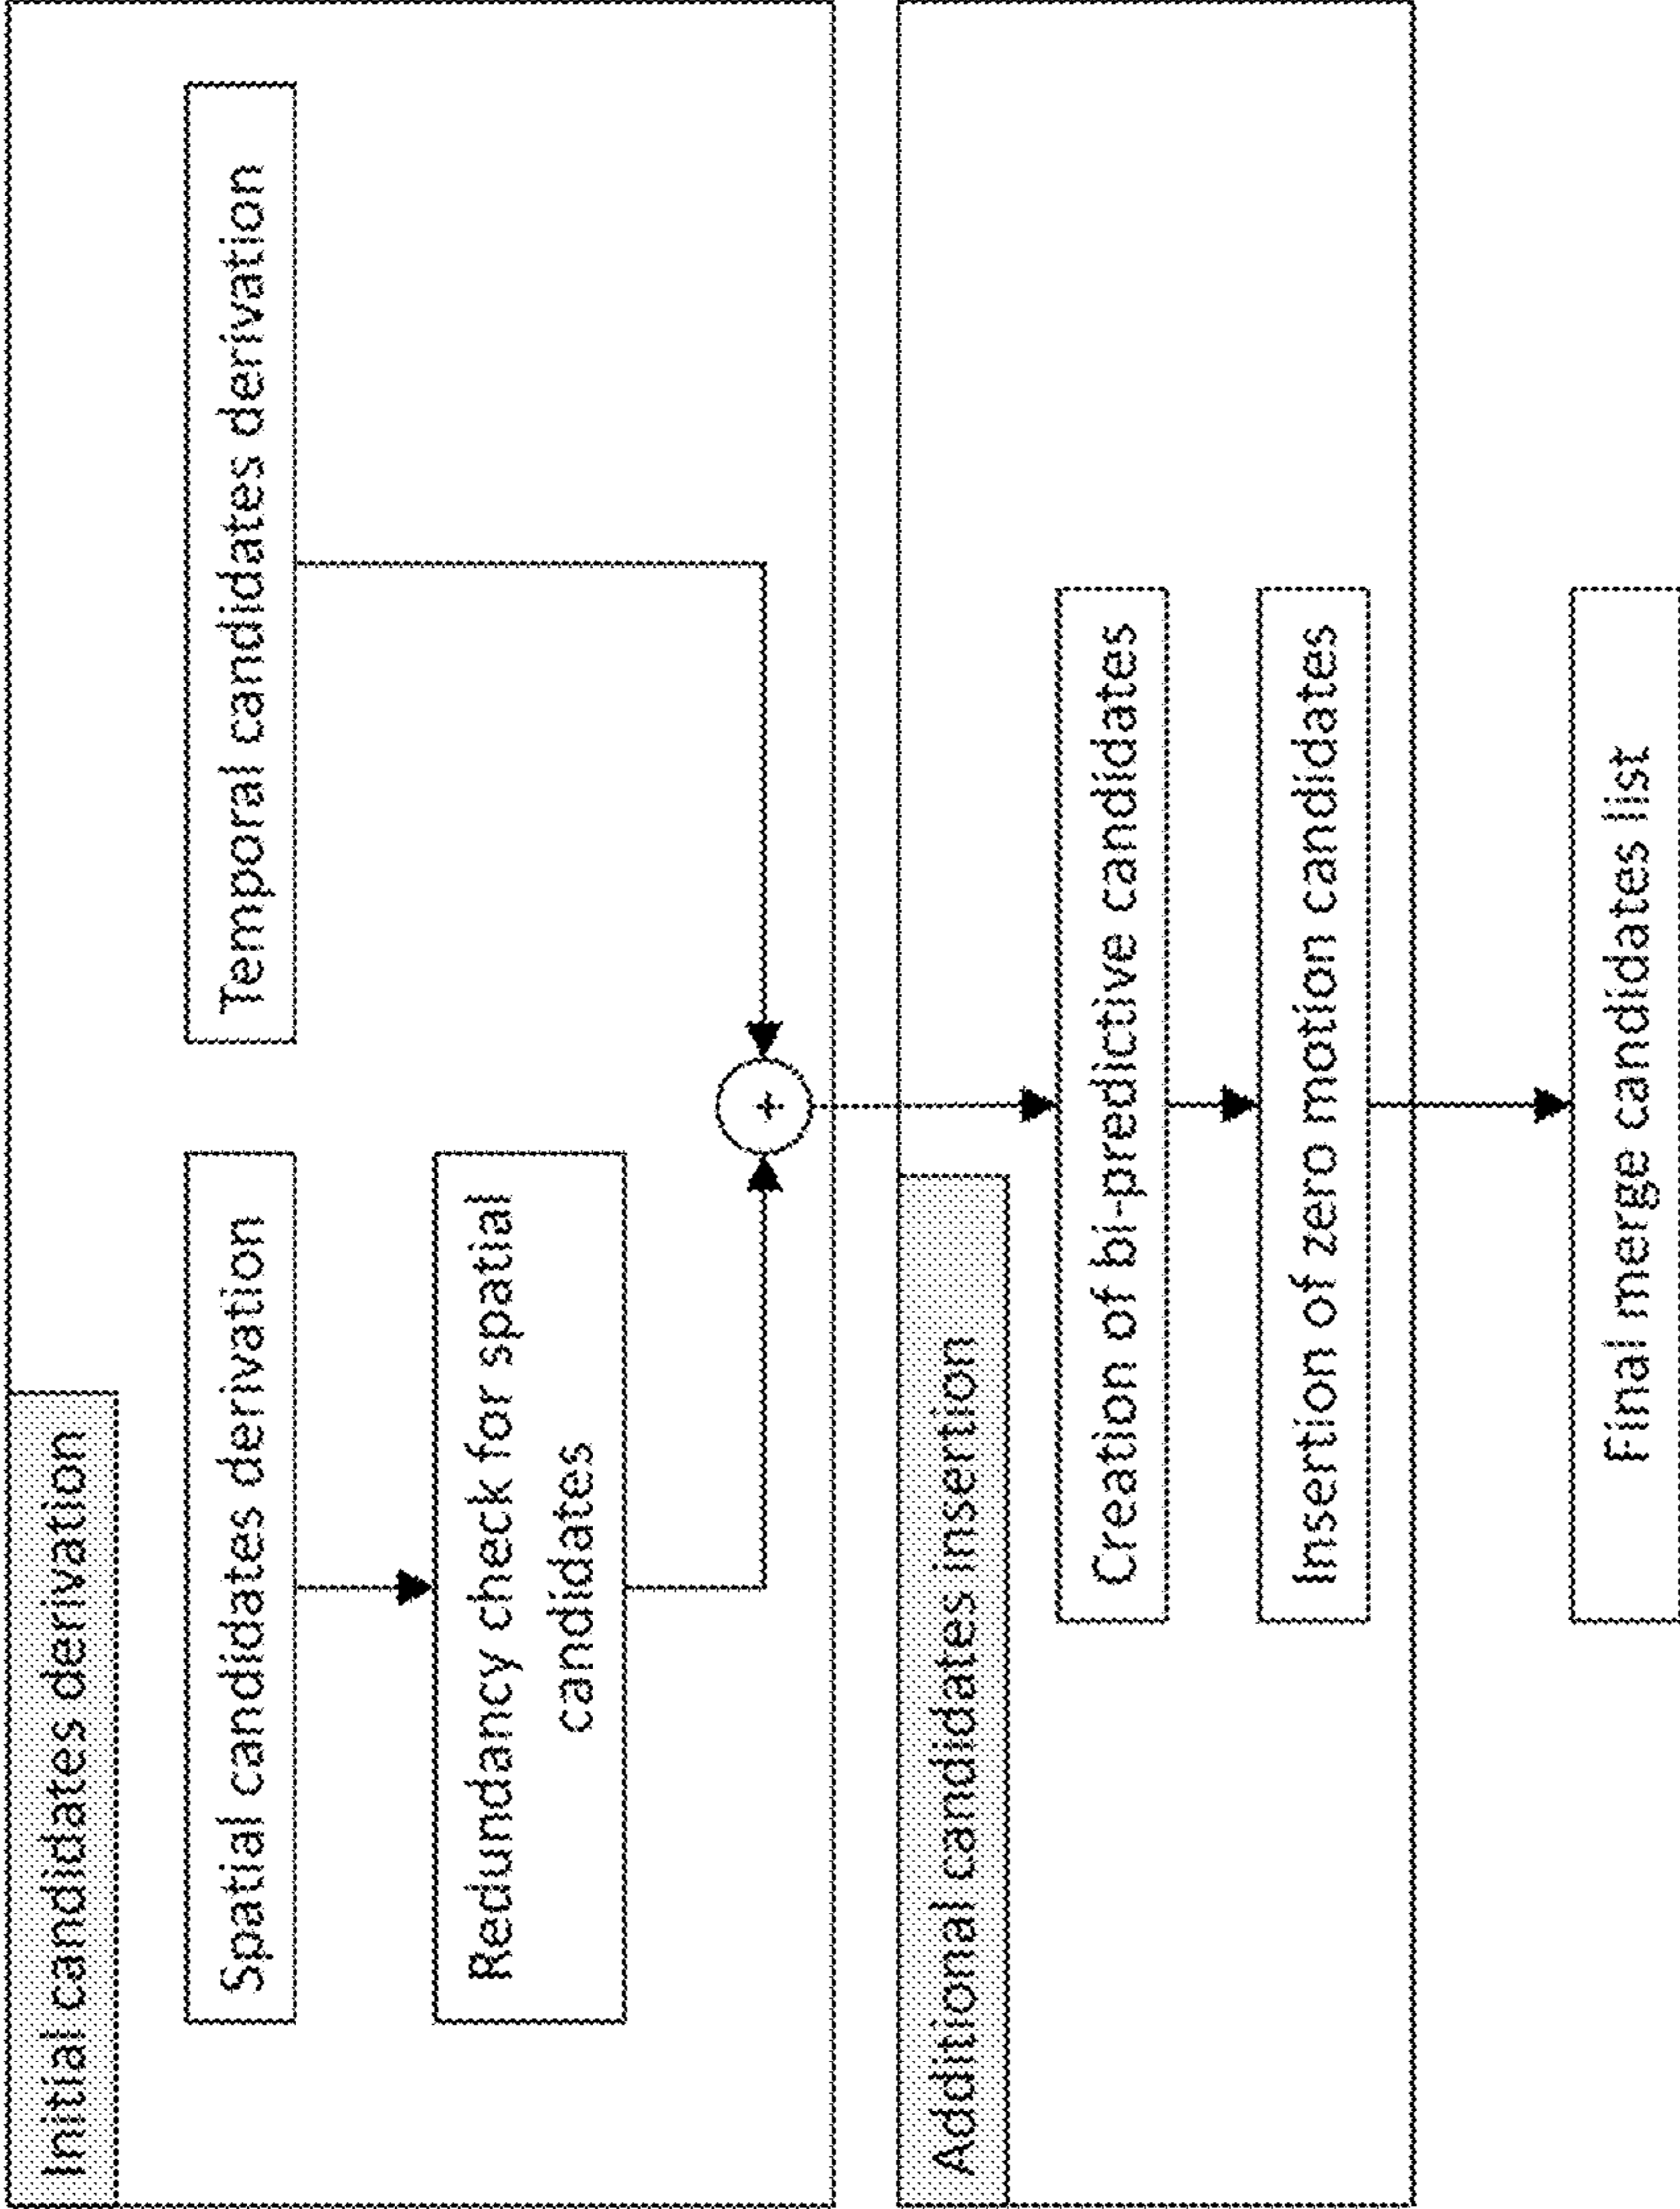 Initial candidates derivation
Spatial candidates derivation
Temporal candidates derivation
Redundancy check for spatial
candidates
+
Additional candidates insertion
Creation of bi-predictive candidates
Insertion of zero motion candidates
Final merge candidates list